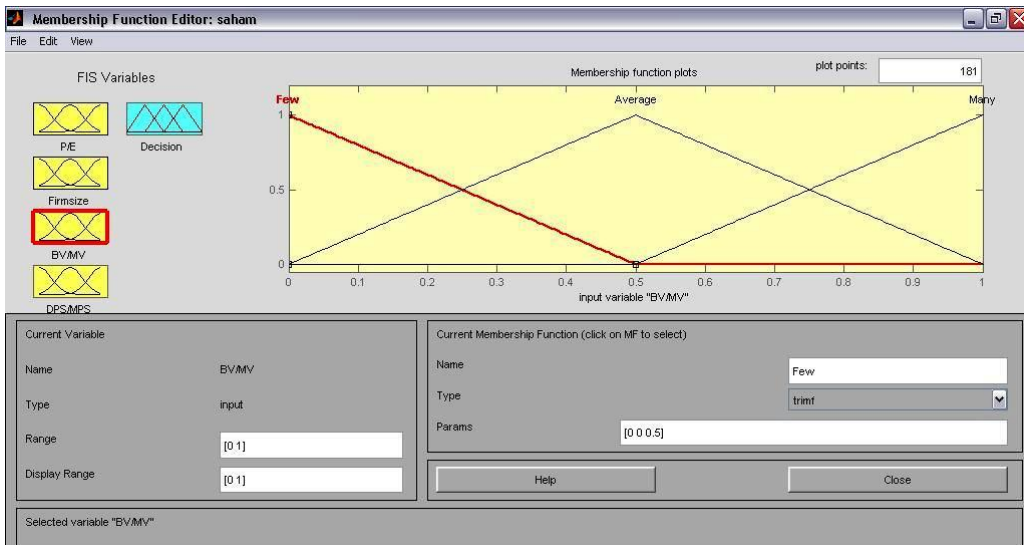 Membership Function Editor: saham
File Edit View
FIS Variables
P/E
Decision
Firmsize
BV/MV
DPS/MPS
Membership function plots
plot points:
181
Few
Average
Many
1
0.5
0
0 0.1 0.2 0.3 0.4 0.5 0.6 0.7 0.8 0.9 1
input variable "BV/MV"
Current Variable
Name BV/MV
Type input
Range [0 1]
Display Range [0 1]
Current Membership Function (click on MF to select)
Name Few
Type trimf
Params [0 0 0.5]
Help Close
Selected variable "BV/MV"